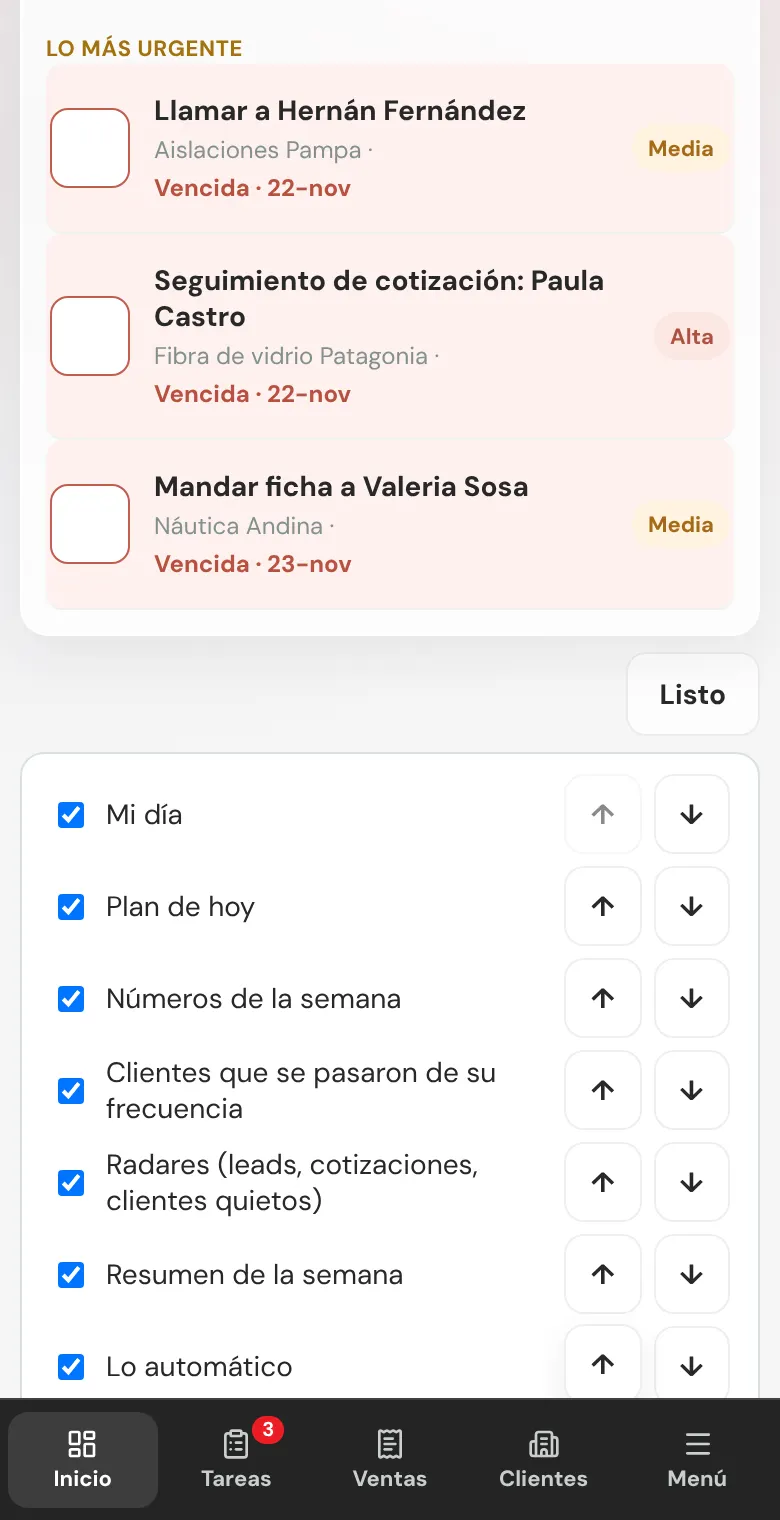 LO MÁS URGENTE
Llamar a Hernán Fernández
Aislaciones Pampa ·
Vencida · 22-nov
Media
Seguimiento de cotización: Paula
Castro
Fibra de vidrio Patagonia ·
Vencida · 22-nov
Alta
Mandar ficha a Valeria Sosa
Náutica Andina ·
Vencida · 23-nov
Media
Listo
Mi día
Plan de hoy
Números de la semana
Clientes que se pasaron de su
frecuencia
Radares (leads, cotizaciones,
clientes quietos)
Resumen de la semana
Lo automático
3
Inicio
Tareas
Ventas
Clientes
Menú